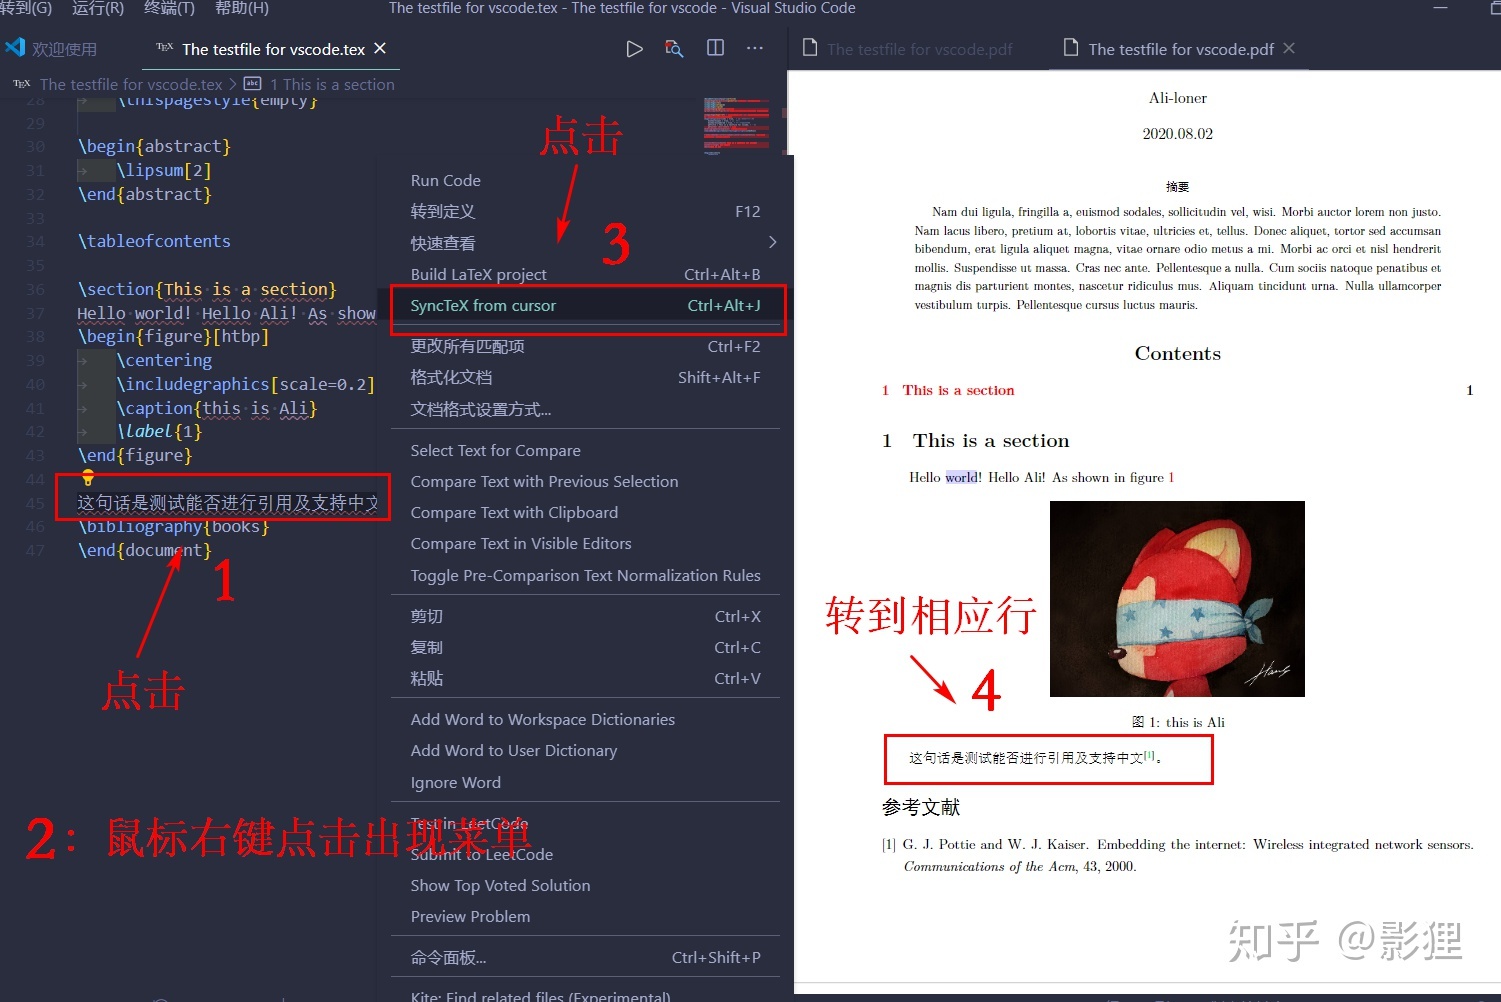 转到(G) 运行(R) 终端(T) 帮助(H) The testfile for vscode.tex - The testfile for vscode - Visual Studio Code
欢迎使用 TEX The testfile for vscode.tex
The testfile for vscode.pdf The testfile for vscode.pdf
TEX The testfile for vscode.tex > abc 1 This is a section
28 \thispagestyle{empty}
29
30 \begin{abstract}
31 \lipsum[2]
32 \end{abstract}
33
34 \tableofcontents
35
36 \section{This is a section}
37 Hello world! Hello Ali! As show
38 \begin{figure}[htbp]
39 \centering
40 \includegraphics[scale=0.2]
41 \caption{this is Ali}
42 \label{1}
43 \end{figure}
44
45 这句话是测试能否进行引用及支持中文
46 \bibliography{books}
47 \end{document}
点击
1
2：鼠标右键点击出现菜单
点击
3
Run Code
转到定义 F12
快速查看
Build LaTeX project Ctrl+Alt+B
SyncTeX from cursor Ctrl+Alt+J
更改所有匹配项 Ctrl+F2
格式化文档 Shift+Alt+F
文档格式设置方式...
Select Text for Compare
Compare Text with Previous Selection
Compare Text with Clipboard
Compare Text in Visible Editors
Toggle Pre-Comparison Text Normalization Rules
剪切 Ctrl+X
复制 Ctrl+C
粘贴 Ctrl+V
Add Word to Workspace Dictionaries
Add Word to User Dictionary
Ignore Word
Test in LeetCode
Submit to LeetCode
Show Top Voted Solution
Preview Problem
命令面板... Ctrl+Shift+P
Kite: Find related files (Experimental)
Ali-loner
2020.08.02
摘要
Nam dui ligula, fringilla a, euismod sodales, sollicitudin vel, wisi. Morbi auctor lorem non justo.
Nam lacus libero, pretium at, lobortis vitae, ultricies et, tellus. Donec aliquet, tortor sed accumsan
bibendum, erat ligula aliquet magna, vitae ornare odio metus a mi. Morbi ac orci et nisl hendrerit
mollis. Suspendisse ut massa. Cras nec ante. Pellentesque a nulla. Cum sociis natoque penatibus et
magnis dis parturient montes, nascetur ridiculus mus. Aliquam tincidunt urna. Nulla ullamcorper
vestibulum turpis. Pellentesque cursus luctus mauris.
Contents
1 This is a section 1
1 This is a section
Hello world! Hello Ali! As shown in figure 1
转到相应行
4
图 1: this is Ali
这句话是测试能否进行引用及支持中文[1]。
参考文献
[1] G. J. Pottie and W. J. Kaiser. Embedding the internet: Wireless integrated network sensors.
Communications of the Acm, 43, 2000.
知乎 @影狸